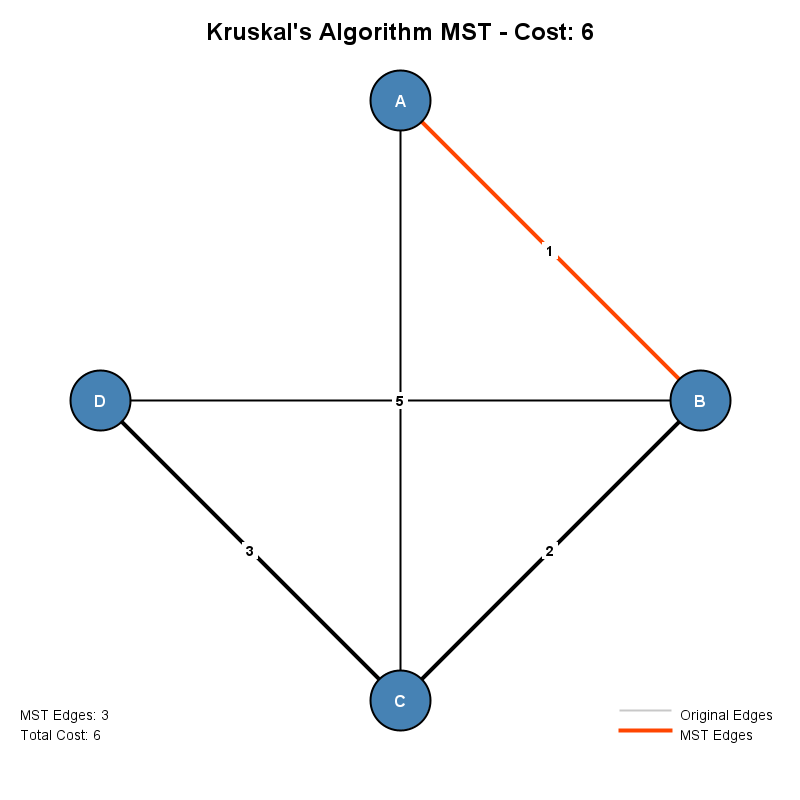 Kruskal's Algorithm MST - Cost: 6
A
1
D
5
B
3
2
C
MST Edges: 3
Total Cost: 6
Original Edges
MST Edges